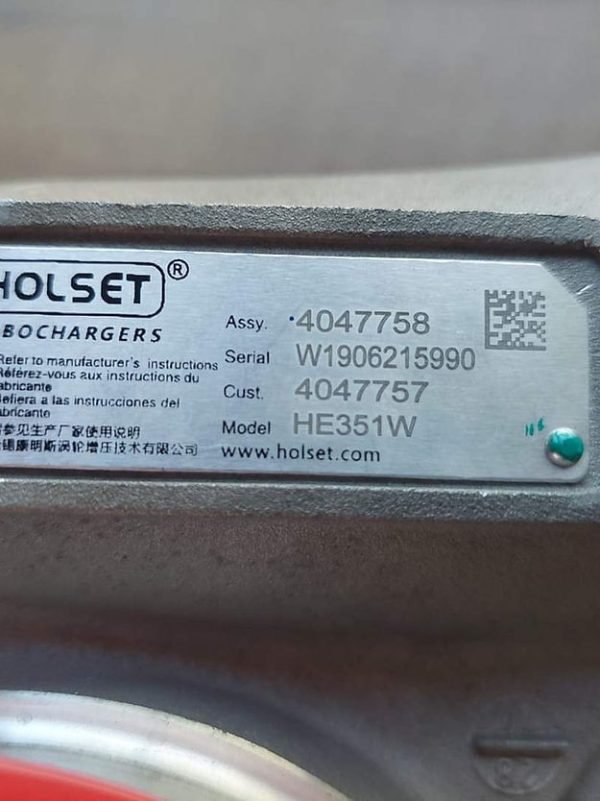 HOLSET®
BOCHARGERS
Refer to manufacturer's instructions
Référez-vous aux instructions du
abricante
efiera a las instrucciones del
abricante
参见生产厂家使用说明
锡康明斯涡轮增压技术有限公司
Assy. 4047758
Serial W1906215990
Cust. 4047757
Model HE351W
www.holset.com